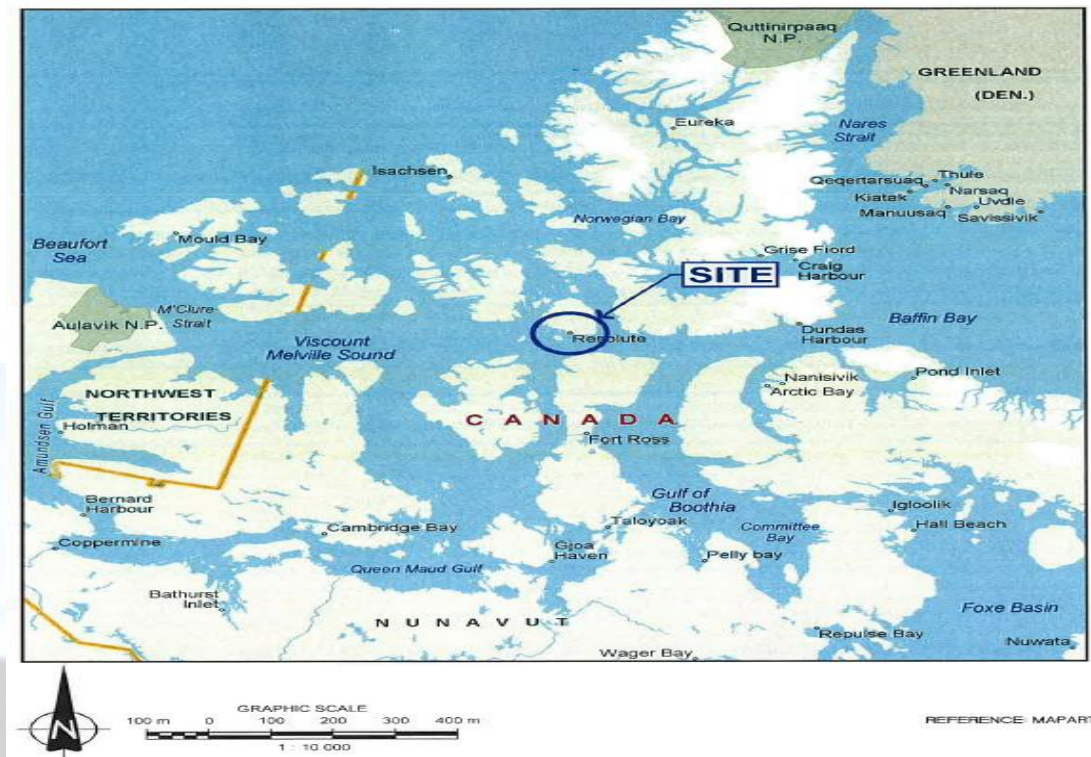 Quttinirpaaq
N.P.
GREENLAND
(DEN.)
Eureka
Nares
Strait
Isachsen
Qeqertarsuaq
Thule
Kiatak
Narsaq
Manuusaq
Uvdle
Savissivik
Norwegian Bay
Mould Bay
Beaufort
Sea
Grise Fiord
Craig
Harbour
SITE
M'Clure
Strait
Aulavik N.P.
Viscount
Melville Sound
Resolute
Dundas
Harbour
Baffin Bay
NORTHWEST
TERRITORIES
Nanisivik
Arctic Bay
Pond Inlet
Holman
Amundsen Gulf
CANADA
Fort Ross
Bernard
Harbour
Gulf of
Boothia
Igloolik
Hall Beach
Coppermine
Cambridge Bay
Taloyoak
Committee
Bay
Gjoa
Haven
Pelly bay
Queen Maud Gulf
Bathurst
Inlet
Foxe Basin
NUNAVUT
Repulse Bay
Nuwata
Wager Bay
N
GRAPHIC SCALE
100 m 0 100 200 300 400 m
1 : 10 000
REFERENCE: MAPART